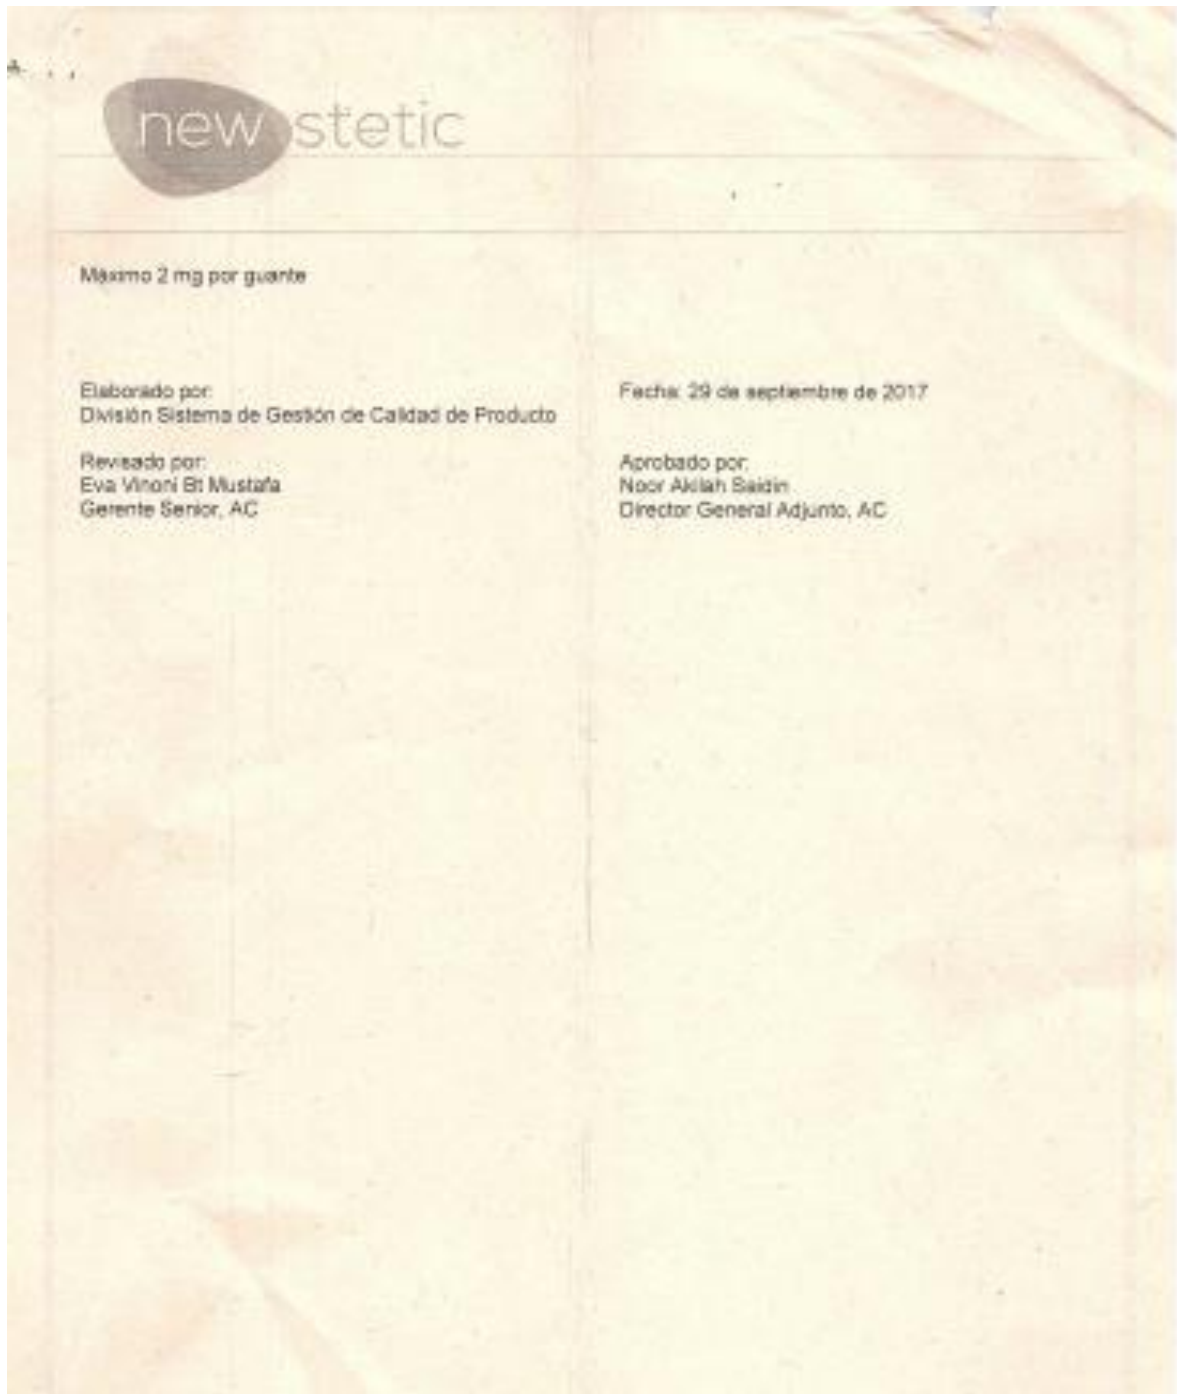 new stetic
Máximo 2 mg por guante
Elaborado por:
División Sistema de Gestión de Calidad de Producto
Fecha: 29 de septiembre de 2017
Revisado por:
Eva Vinoni Bt Mustafa
Gerente Senior, AC
Aprobado por:
Noor Akilah Saidin
Director General Adjunto, AC